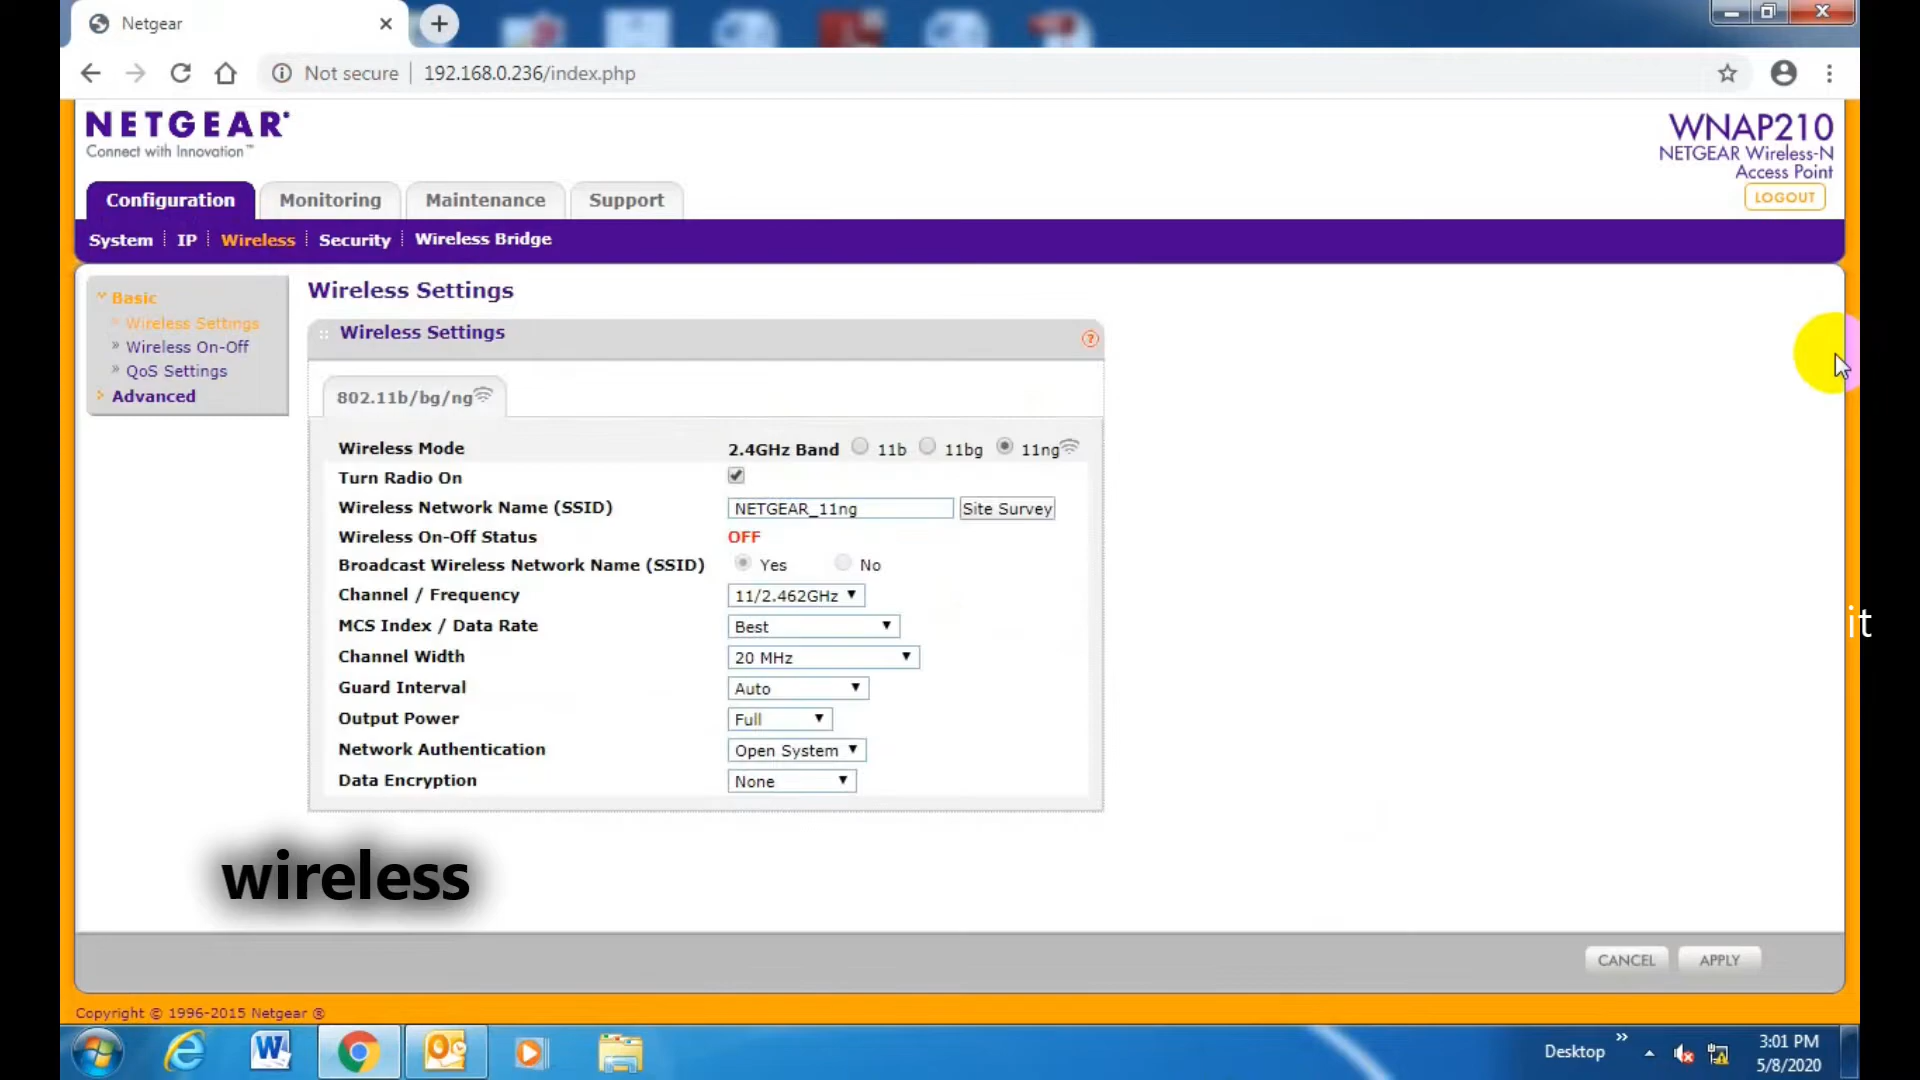 Netgear
Not secure 192.168.0.236/index.php
NETGEAR®
Connect with Innovation™
WNAP210
NETGEAR Wireless-N
Access Point
LOGOUT
Configuration Monitoring Maintenance Support
System IP Wireless Security Wireless Bridge
Basic
Wireless Settings
Wireless On-Off
QoS Settings
Advanced
Wireless Settings
Wireless Settings
802.11b/bg/ng
Wireless Mode 2.4GHz Band 11b 11bg 11ng
Turn Radio On
Wireless Network Name (SSID) NETGEAR_11ng Site Survey
Wireless On-Off Status OFF
Broadcast Wireless Network Name (SSID) Yes No
Channel / Frequency 11/2.462GHz
MCS Index / Data Rate Best
Channel Width 20 MHz
Guard Interval Auto
Output Power Full
Network Authentication Open System
Data Encryption None
it
wireless
CANCEL APPLY
Copyright © 1996-2015 Netgear ®
Desktop
3:01 PM
5/8/2020